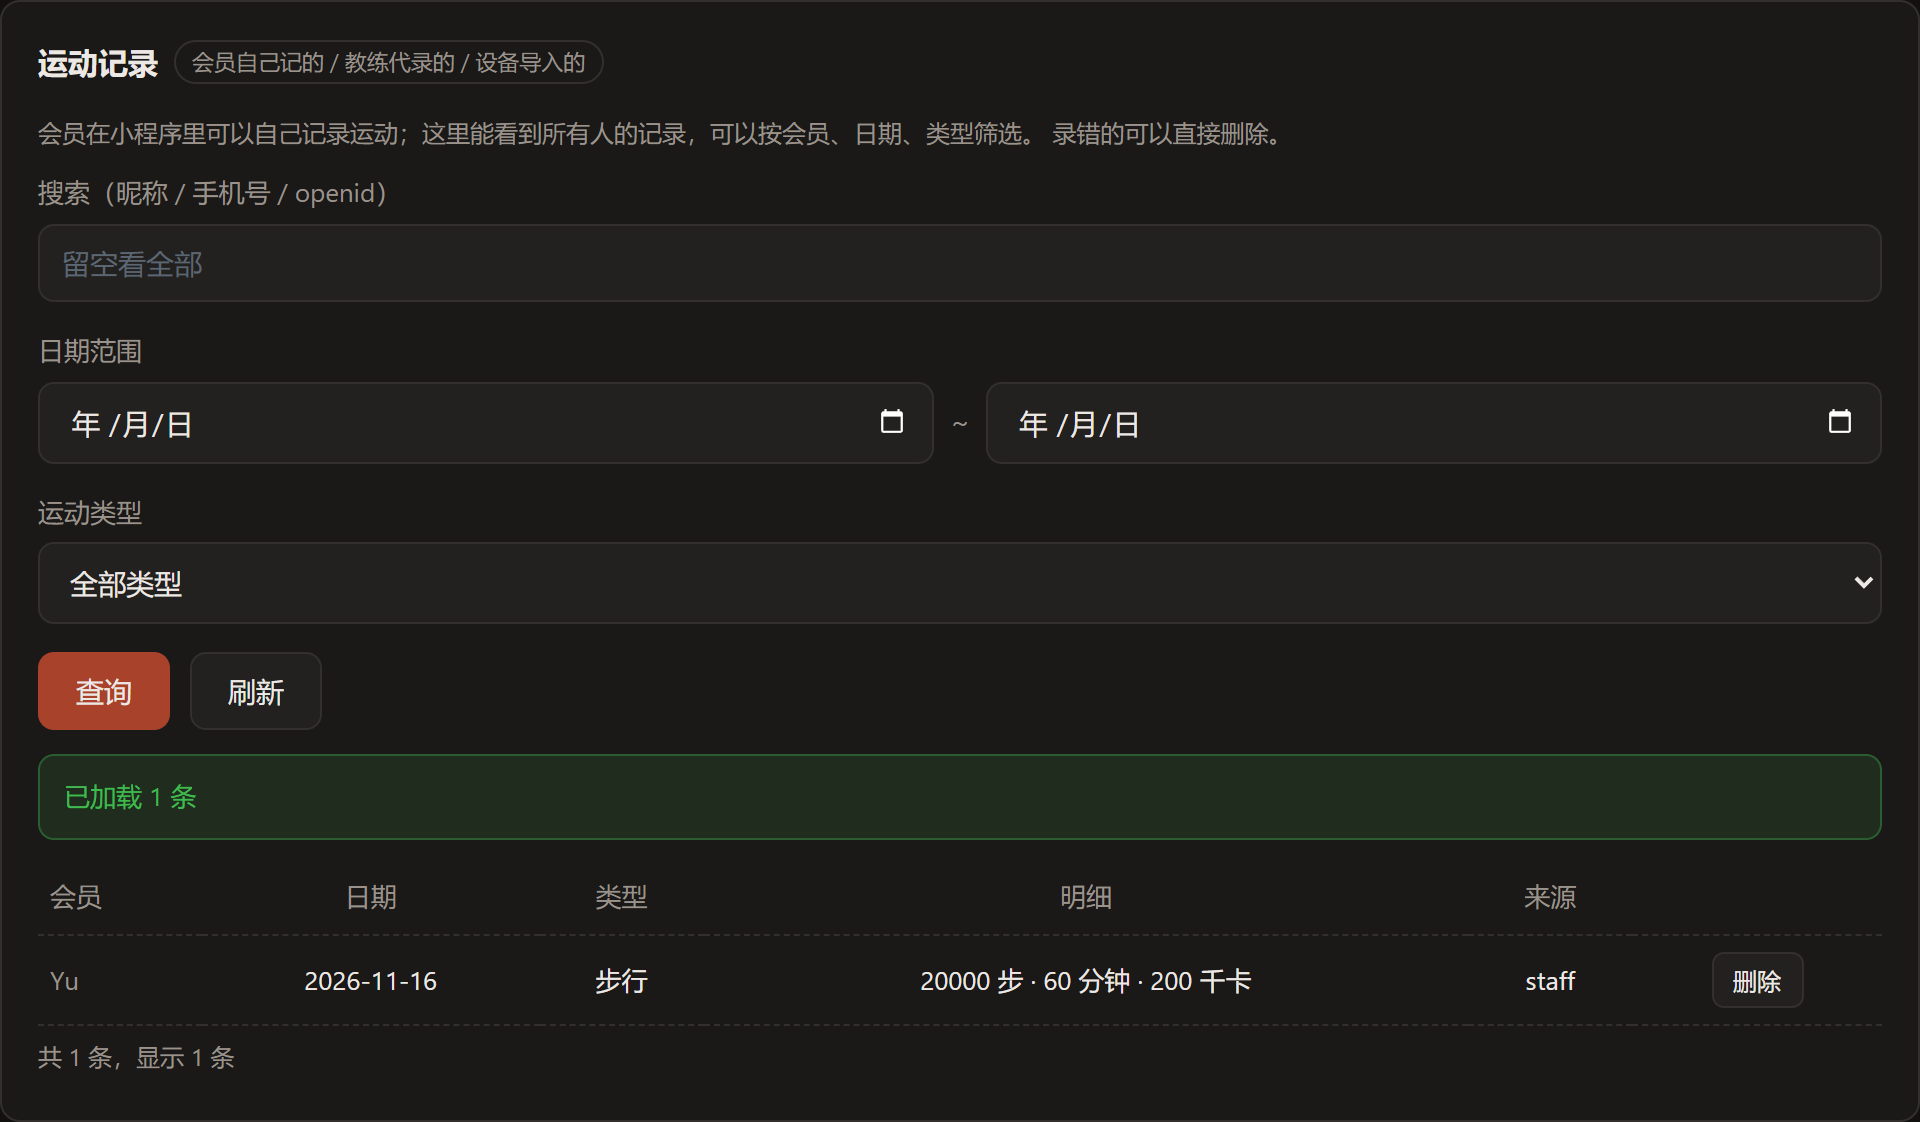 运动记录 会员自己记的 / 教练代录的 / 设备导入的
会员在小程序里可以自己记录运动；这里能看到所有人的记录，可以按会员、日期、类型筛选。 录错的可以直接删除。
搜索（昵称 / 手机号 / openid）
留空看全部
日期范围
年 /月/日 ~ 年 /月/日
运动类型
全部类型
查询 刷新
已加载 1 条
会员 日期 类型 明细 来源
Yu 2026-11-16 步行 20000 步 · 60 分钟 · 200 千卡 staff 删除
共 1 条，显示 1 条